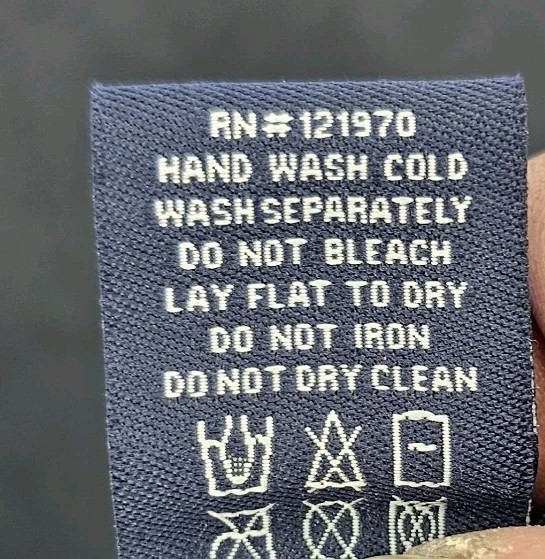 RN#121970
HAND WASH COLD
WASH SEPARATELY
DO NOT BLEACH
LAY FLAT TO DRY
DO NOT IRON
DO NOT DRY CLEAN